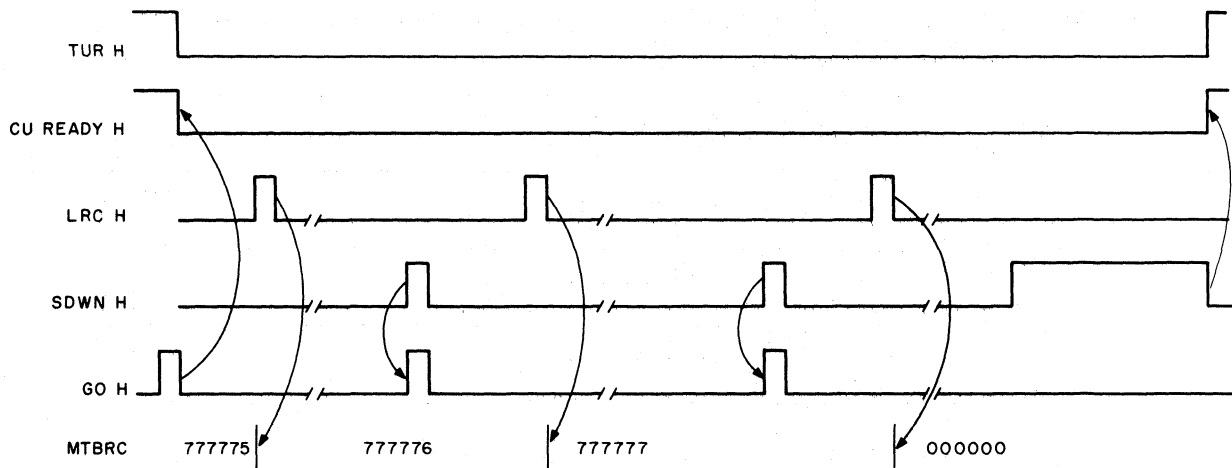 TUR H
CU READY H
LRC H
SDWN H
GO H
MTBRC 777775 777776 777777 000000